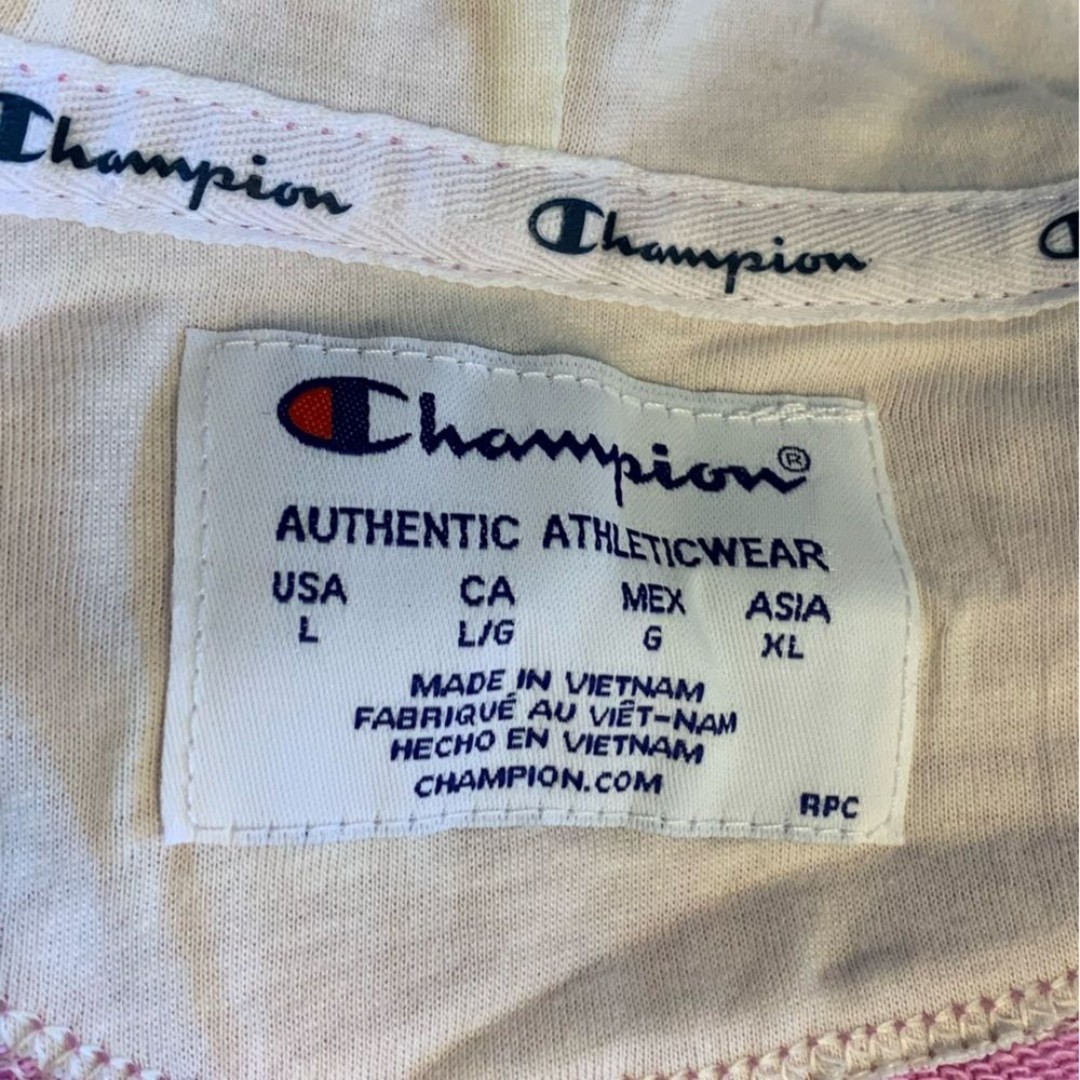 Champion Champion
Champion®
AUTHENTIC ATHLETICWEAR
USA CA MEX ASIA
L L/G G XL
MADE IN VIETNAM
FABRIQUÉ AU VIÊT-NAM
HECHO EN VIETNAM
CHAMPION.COM
RPC